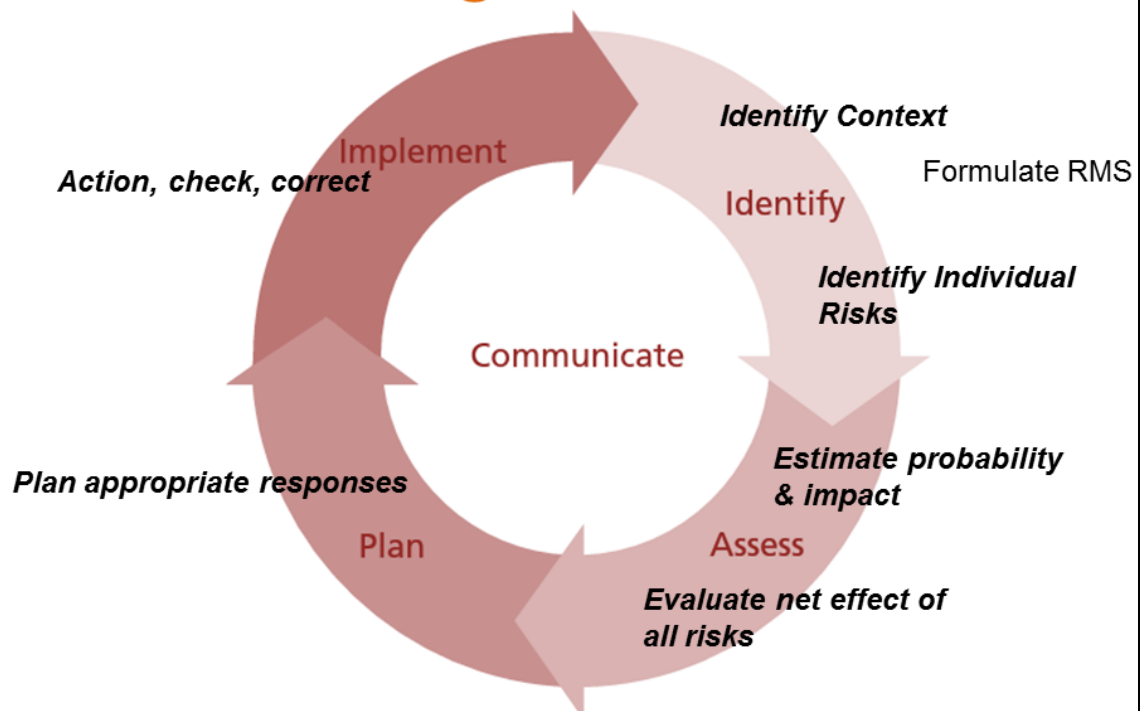 Identify Context
Formulate RMS
Identify
Identify Individual
Risks
Implement
Action, check, correct
Communicate
Estimate probability
& impact
Assess
Evaluate net effect of
all risks
Plan appropriate responses
Plan